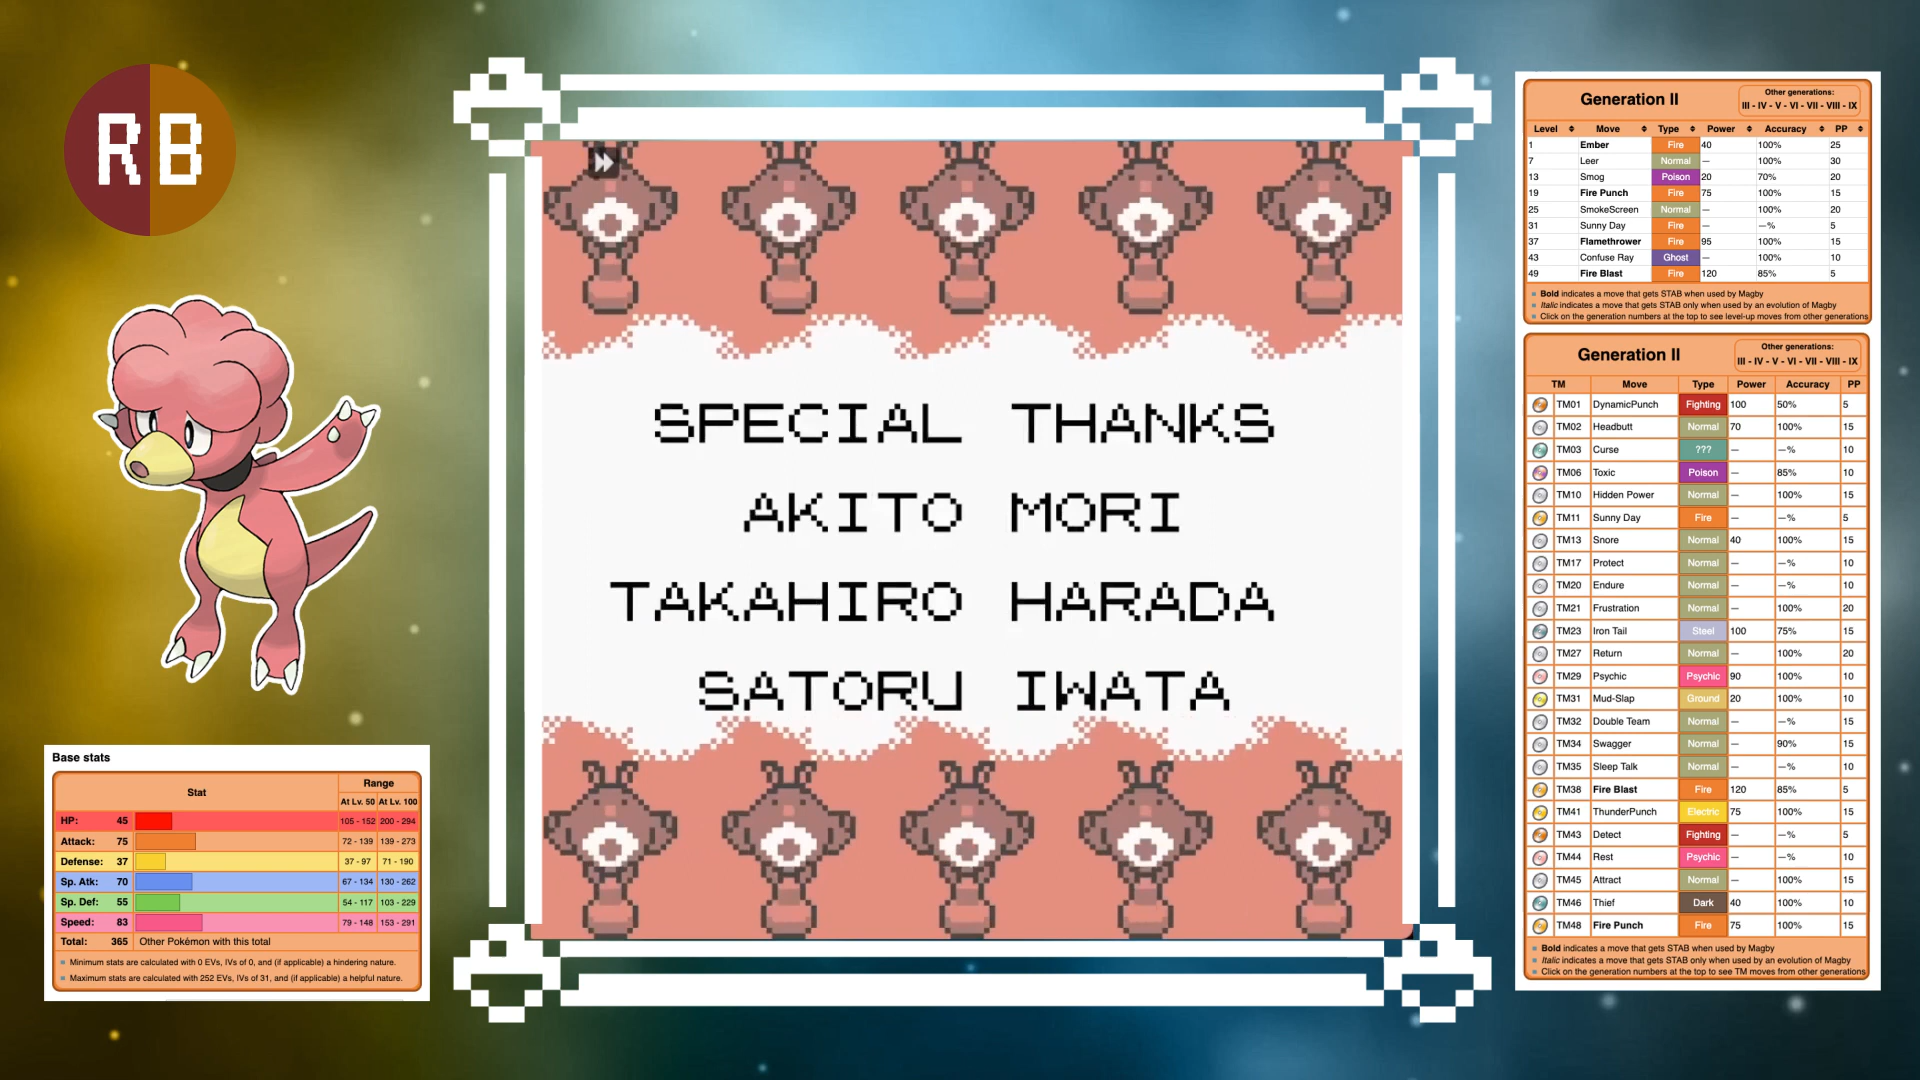 RB
SPECIAL THANKS
AKITO MORI
TAKAHIRO HARADA
SATORU IWATA
Base stats
Stat Range
At Lv. 50 At Lv. 100
HP: 45 105 - 152 200 - 294
Attack: 75 72 - 139 139 - 273
Defense: 37 37 - 97 71 - 190
Sp. Atk: 70 67 - 134 130 - 262
Sp. Def: 55 54 - 117 103 - 229
Speed: 83 79 - 148 153 - 291
Total: 365 Other Pokémon with this total
Minimum stats are calculated with 0 EVs, IVs of 0, and (if applicable) a hindering nature.
Maximum stats are calculated with 252 EVs, IVs of 31, and (if applicable) a helpful nature.
Generation II
Other generations:
III - IV - V - VI - VII - VIII - IX
Level Move Type Power Accuracy PP
1 Ember Fire 40 100% 25
7 Leer Normal — 100% 30
13 Smog Poison 20 70% 20
19 Fire Punch Fire 75 100% 15
25 SmokeScreen Normal — 100% 20
31 Sunny Day Fire — —% 5
37 Flamethrower Fire 95 100% 15
43 Confuse Ray Ghost — 100% 10
49 Fire Blast Fire 120 85% 5
Bold indicates a move that gets STAB when used by Magby
Italic indicates a move that gets STAB only when used by an evolution of Magby
Click on the generation numbers at the top to see level-up moves from other generations
Generation II
Other generations:
III - IV - V - VI - VII - VIII - IX
TM Move Type Power Accuracy PP
TM01 DynamicPunch Fighting 100 50% 5
TM02 Headbutt Normal 70 100% 15
TM03 Curse ??? — —% 10
TM06 Toxic Poison — 85% 10
TM10 Hidden Power Normal — 100% 15
TM11 Sunny Day Fire — —% 5
TM13 Snore Normal 40 100% 15
TM17 Protect Normal — —% 10
TM20 Endure Normal — —% 10
TM21 Frustration Normal — 100% 20
TM23 Iron Tail Steel 100 75% 15
TM27 Return Normal — 100% 20
TM29 Psychic Psychic 90 100% 10
TM31 Mud-Slap Ground 20 100% 10
TM32 Double Team Normal — —% 15
TM34 Swagger Normal — 90% 15
TM35 Sleep Talk Normal — —% 10
TM38 Fire Blast Fire 120 85% 5
TM41 ThunderPunch Electric 75 100% 15
TM43 Detect Fighting — —% 5
TM44 Rest Psychic — —% 10
TM45 Attract Normal — 100% 15
TM46 Thief Dark 40 100% 10
TM48 Fire Punch Fire 75 100% 15
Bold indicates a move that gets STAB when used by Magby
Italic indicates a move that gets STAB only when used by an evolution of Magby
Click on the generation numbers at the top to see TM moves from other generations